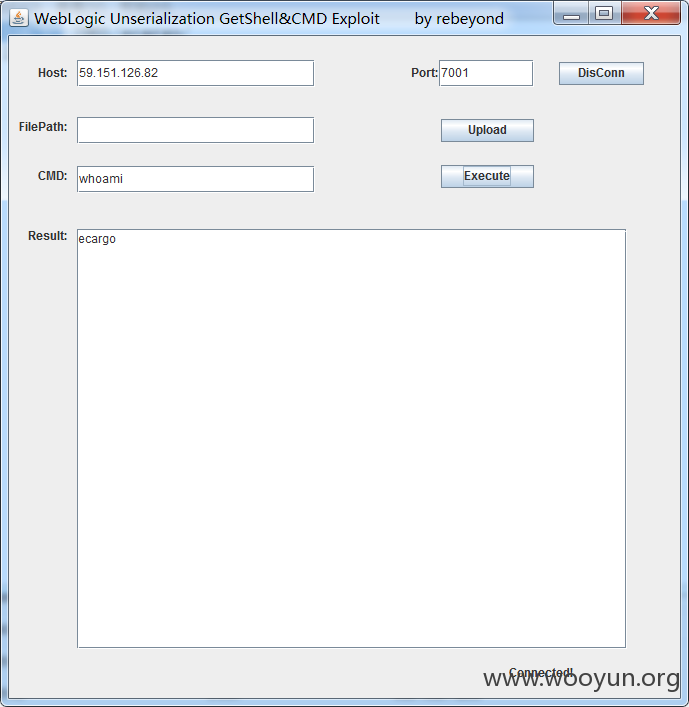 WebLogic Unserialization GetShell&CMD Exploit by rebeyond
Host: 59.151.126.82 Port: 7001 DisConn
FilePath: Upload
CMD: whoami Execute
Result: ecargo
Connected!
www.wooyun.org